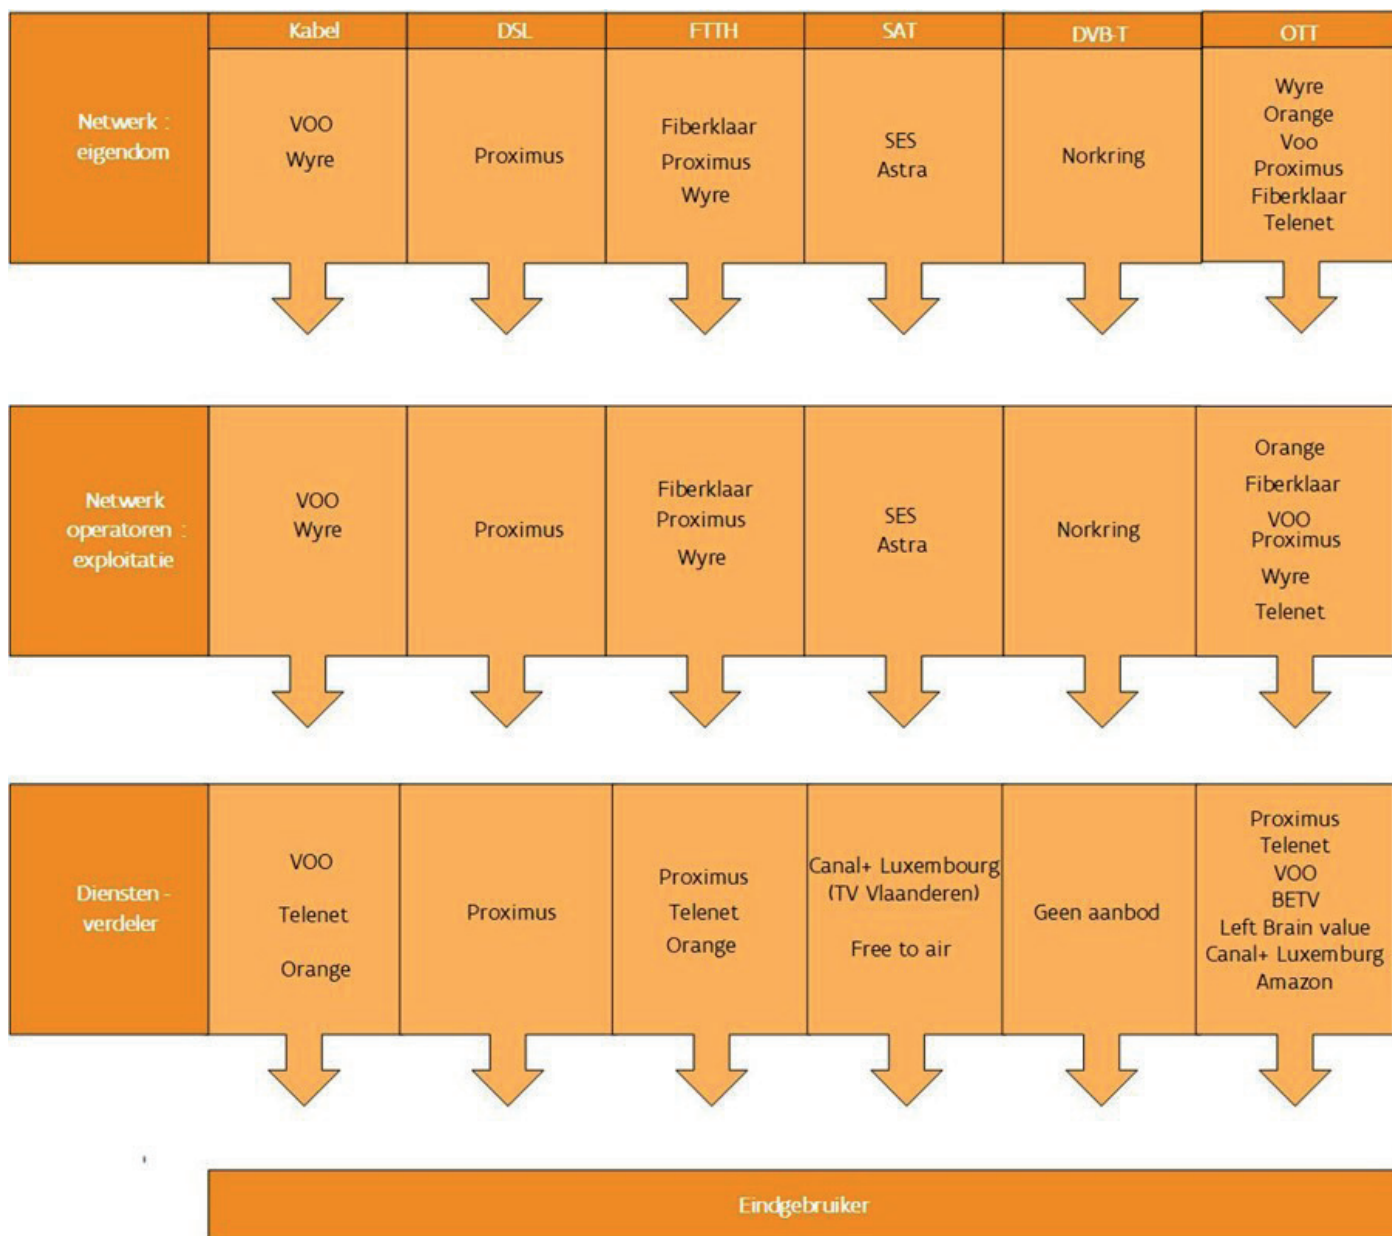 Kabel
DSL
FTTH
SAT
DVB-T
OTT
Netwerk :
eigendom
VOO
Wyre
Proximus
Fiberklaar
Proximus
Wyre
SES
Astra
Norkring
Wyre
Orange
Voo
Proximus
Fiberklaar
Telenet
Netwerk
operatoren :
exploitatie
VOO
Wyre
Proximus
Fiberklaar
Proximus
Wyre
SES
Astra
Norkring
Orange
Fiberklaar
VOO
Proximus
Wyre
Telenet
Diensten -
verdeler
VOO
Telenet
Orange
Proximus
Proximus
Telenet
Orange
Canal+ Luxembourg
(TV Vlaanderen)
Free to air
Geen aanbod
Proximus
Telenet
VOO
BETV
Left Brain value
Canal+ Luxemburg
Amazon
Eindgebruiker